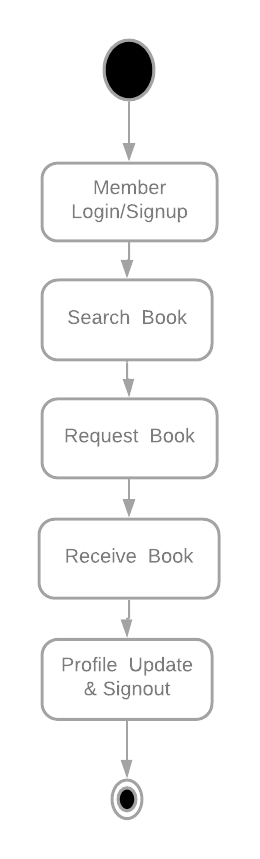 Member
Login/Signup
Search Book
Request Book
Receive Book
Profile Update
& Signout